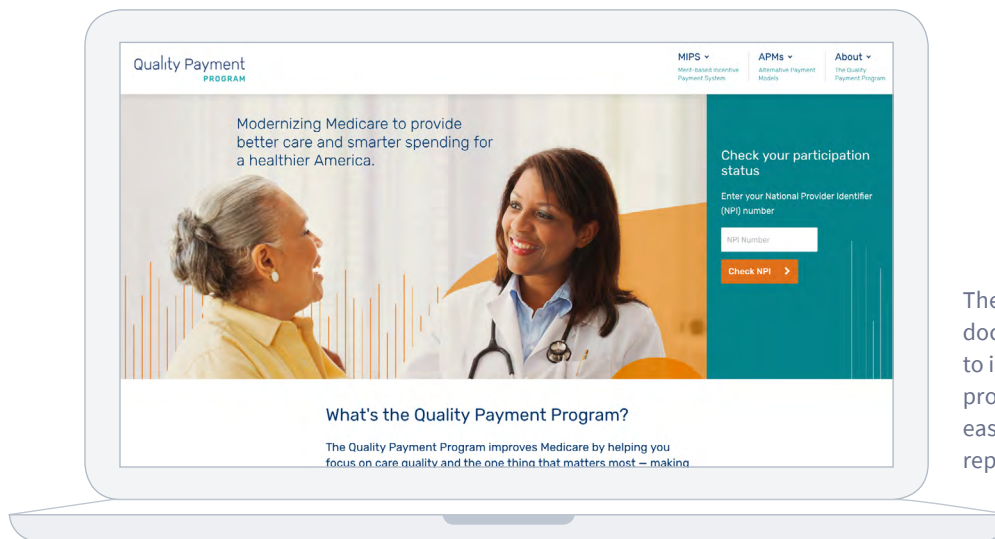 Quality Payment
PROGRAM
MIPS
Merit-based Incentive
Payment System
APMs
Alternative Payment
Models
About
The Quality
Payment Program
Modernizing Medicare to provide
better care and smarter spending for
a healthier America.
Check your participation
status
Enter your National Provider Identifier
(NPI) number
NPI Number
Check NPI
What's the Quality Payment Program?
The Quality Payment Program improves Medicare by helping you
focus on care quality and the one thing that matters most — making
The
doc
to i
pro
eas
rep